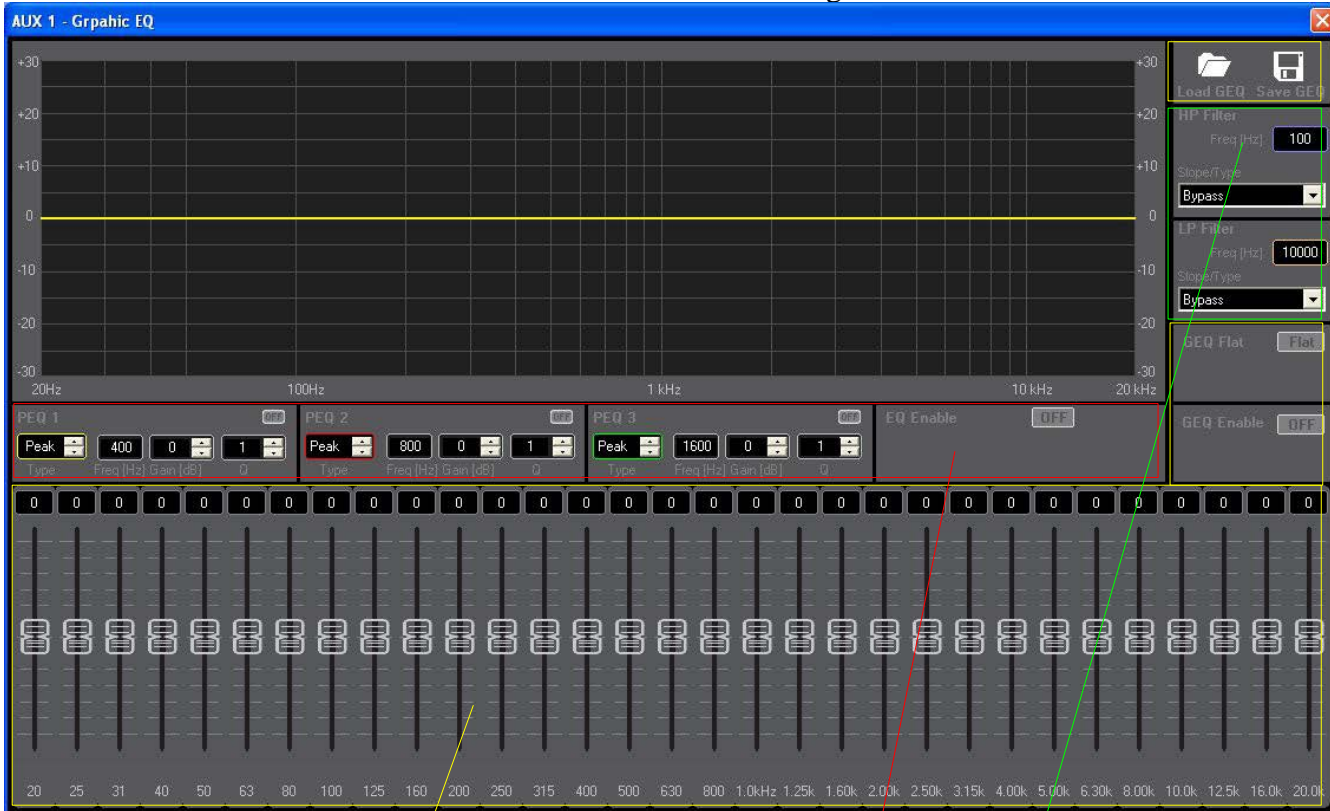 AUX 1 - Grpahic EQ
+30 +30
+20 +20
+10 +10
0 0
-10 -10
-20 -20
-30 -30
20Hz 100Hz 1 kHz 10 kHz 20 kHz
Load GEQ Save GEQ
HP Filter
Freq [Hz] 100
Slope/Type
Bypass
LP Filter
Freq [Hz] 10000
Slope/Type
Bypass
GEQ Flat Flat
GEQ Enable OFF
PEQ 1 OFF PEQ 2 OFF PEQ 3 OFF EQ Enable OFF
Peak 400 0 1 Peak 800 0 1 Peak 1600 0 1
Type Freq [Hz] Gain [dB] Q Type Freq [Hz] Gain [dB] Q Type Freq [Hz] Gain [dB] Q
0 0 0 0 0 0 0 0 0 0 0 0 0 0 0 0 0 0 0 0 0 0 0 0 0 0 0 0 0 0 0
20 25 31 40 50 63 80 100 125 160 200 250 315 400 500 630 800 1.0kHz 1.25k 1.60k 2.00k 2.50k 3.15k 4.00k 5.00k 6.30k 8.00k 10.0k 12.5k 16.0k 20.0k